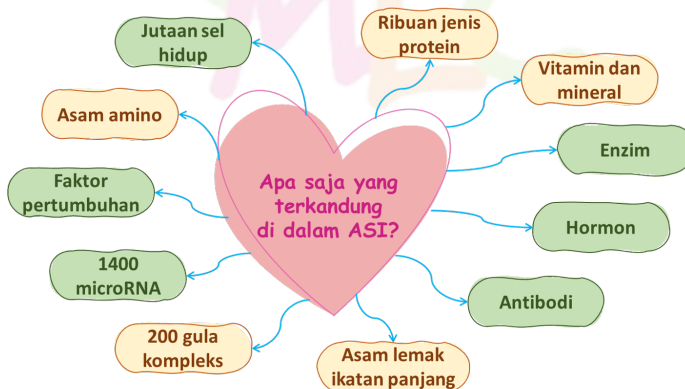 Apa saja yang
terkandung
di dalam ASI?
Ribuan jenis
protein
Vitamin dan
mineral
Enzim
Hormon
Antibodi
Asam lemak
ikatan panjang
200 gula
kompleks
1400
microRNA
Faktor
pertumbuhan
Asam amino
Jutaan sel
hidup